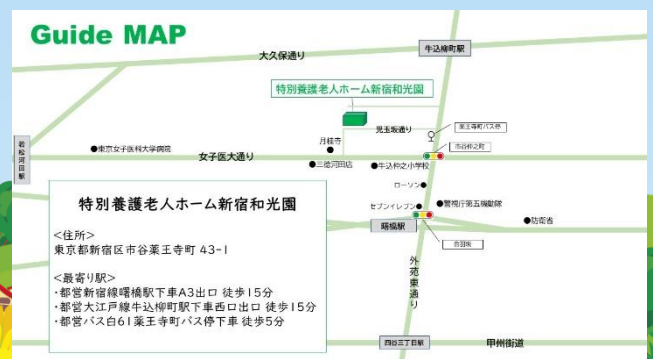 Guide MAP
大久保通り
牛込柳町駅
特別養護老人ホーム新宿和光園
児玉坂通り
薬王寺町バス停
月桂寺
市谷仲之町
若松河田駅
●東京女子医科大学病院
女子医大通り
●三徳河田店
●牛込仲之小学校
ローソン●
セブンイレブン●
●警視庁第五機動隊
●防衛省
曙橋駅
合羽坂
外苑東通り
四谷三丁目駅
甲州街道
特別養護老人ホーム新宿和光園
<住所>
東京都新宿区市谷薬王寺町 43-1
<最寄り駅>
・都営新宿線曙橋駅下車A3出口 徒歩15分
・都営大江戸線牛込柳町駅下車西口出口 徒歩15分
・都営バス白61薬王寺町バス停下車 徒歩5分